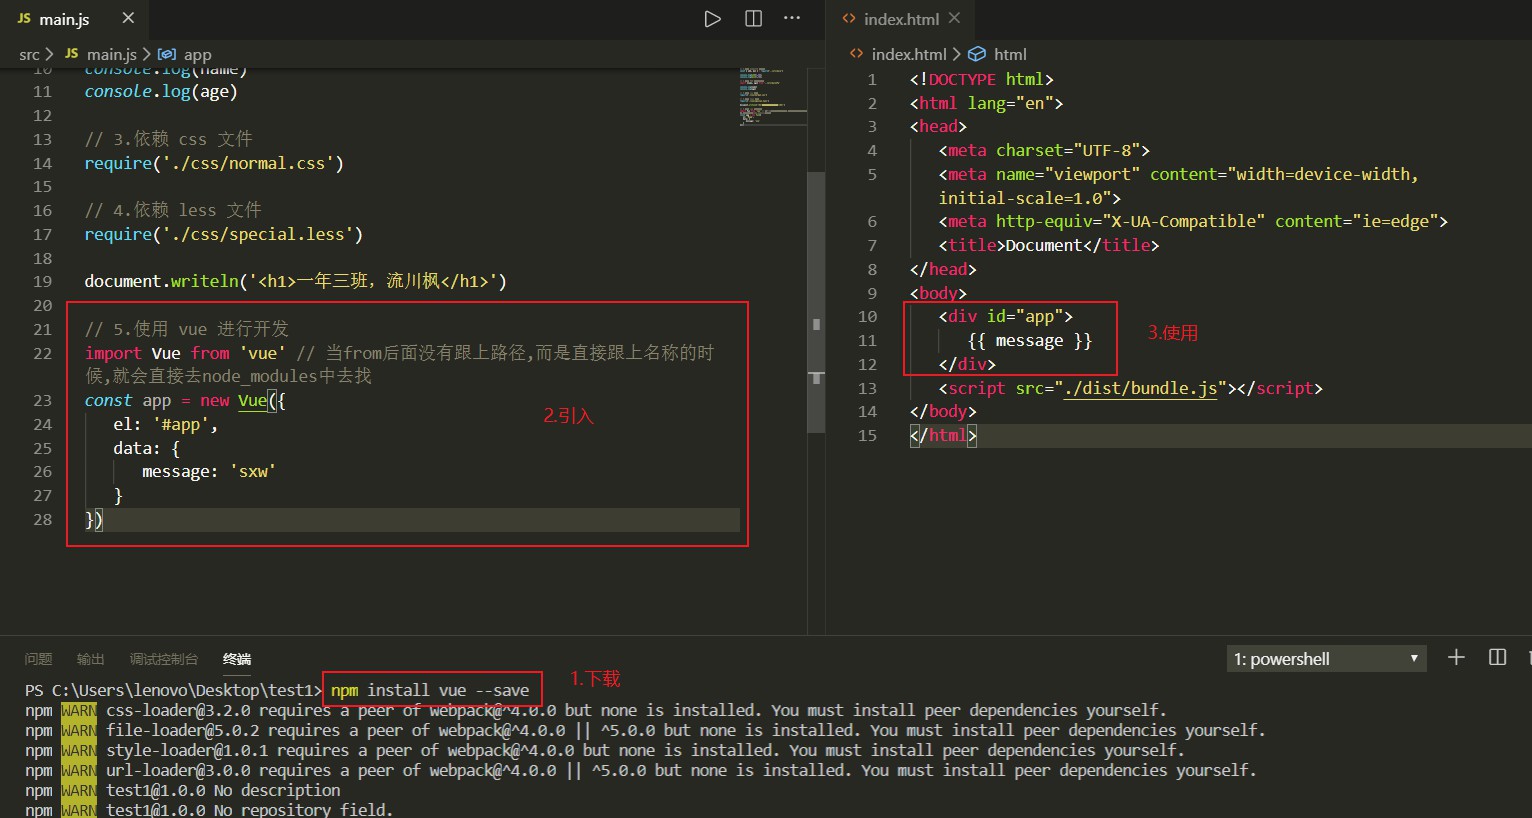 JS main.js
src > JS main.js > app
10 console.log(name)
11 console.log(age)
12
13 // 3.依赖 css 文件
14 require('./css/normal.css')
15
16 // 4.依赖 less 文件
17 require('./css/special.less')
18
19 document.writeln('<h1>一年三班，流川枫</h1>')
20
21 // 5.使用 vue 进行开发
22 import Vue from 'vue' // 当from后面没有跟上路径,而是直接跟上名称的时
候,就会直接去node_modules中去找
23 const app = new Vue({
24 el: '#app',
25 data: {
26 message: 'sxw'
27 }
28 })
2.引入
index.html
index.html > html
1 <!DOCTYPE html>
2 <html lang="en">
3 <head>
4 <meta charset="UTF-8">
5 <meta name="viewport" content="width=device-width,
initial-scale=1.0">
6 <meta http-equiv="X-UA-Compatible" content="ie=edge">
7 <title>Document</title>
8 </head>
9 <body>
10 <div id="app">
11 {{ message }}
12 </div>
13 <script src="./dist/bundle.js"></script>
14 </body>
15 </html>
3.使用
问题 输出 调试控制台 终端
1: powershell
PS C:\Users\lenovo\Desktop\test1> npm install vue --save
1.下载
npm WARN css-loader@3.2.0 requires a peer of webpack@^4.0.0 but none is installed. You must install peer dependencies yourself.
npm WARN file-loader@5.0.2 requires a peer of webpack@^4.0.0 || ^5.0.0 but none is installed. You must install peer dependencies yourself.
npm WARN style-loader@1.0.1 requires a peer of webpack@^4.0.0 but none is installed. You must install peer dependencies yourself.
npm WARN url-loader@3.0.0 requires a peer of webpack@^4.0.0 || ^5.0.0 but none is installed. You must install peer dependencies yourself.
npm WARN test1@1.0.0 No description
npm WARN test1@1.0.0 No repository field.